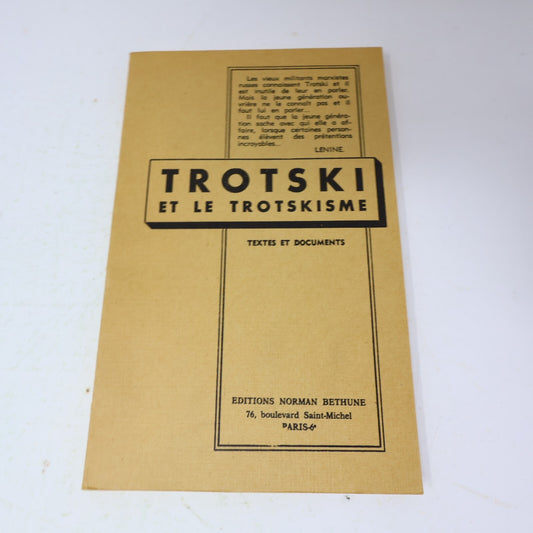 Les vieux militants marxistes
russes connaissent Trotski et il
est inutile de leur en parler.
Mais la jeune génération ou-
vrière ne le connaît pas et il
faut lui en parler...
Il faut que la jeune généra-
tion sache avec qui elle a af-
faire, lorsque certaines person-
nes élèvent des prétentions
incroyables...
LENINE.
TROTSKI
ET LE TROTSKISME
TEXTES ET DOCUMENTS
EDITIONS NORMAN BETHUNE
76, boulevard Saint-Michel
PARIS-6e